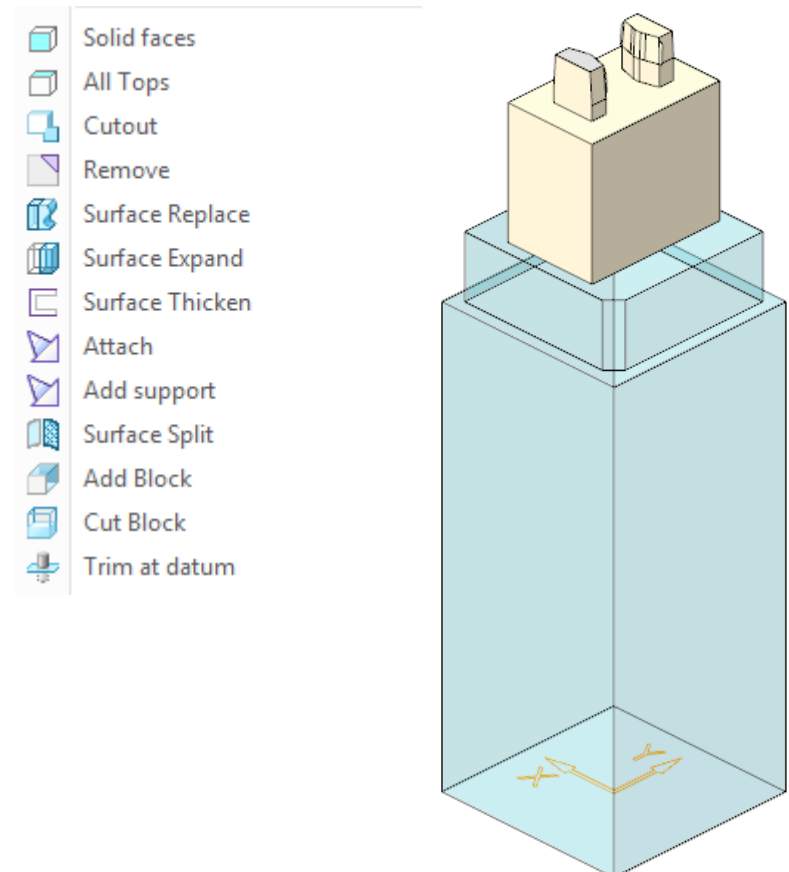 Solid faces
All Tops
Cutout
Remove
Surface Replace
Surface Expand
Surface Thicken
Attach
Add support
Surface Split
Add Block
Cut Block
Trim at datum
X
Y